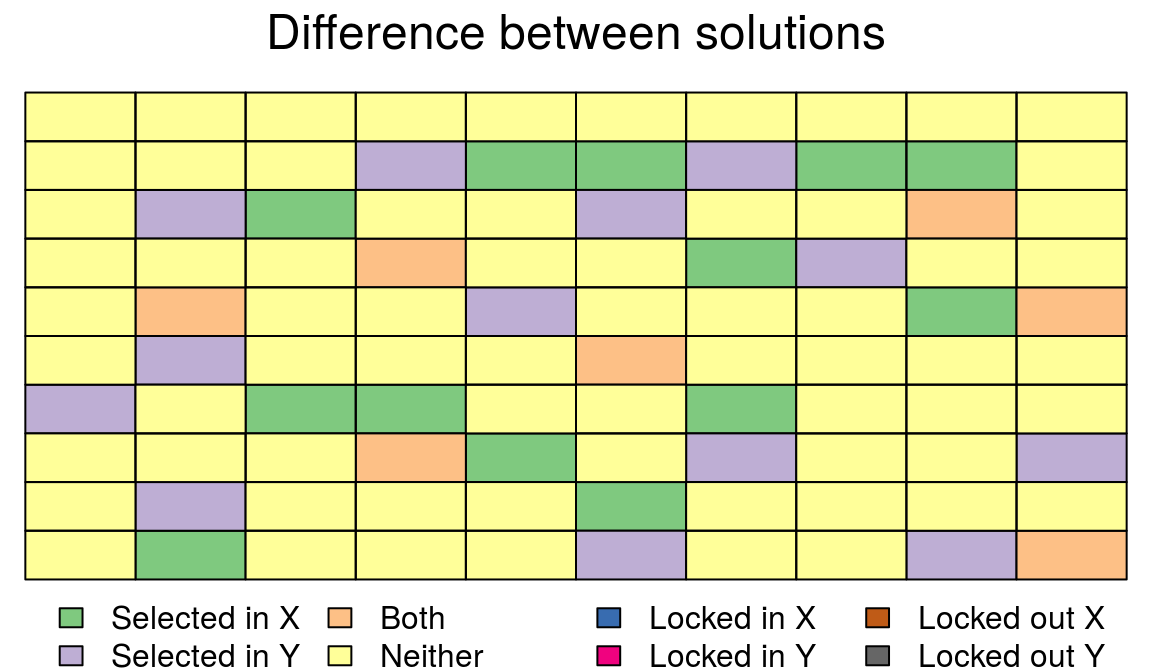 Difference between solutions
Selected in X Both Locked in X Locked out X
Selected in Y Neither Locked in Y Locked out Y